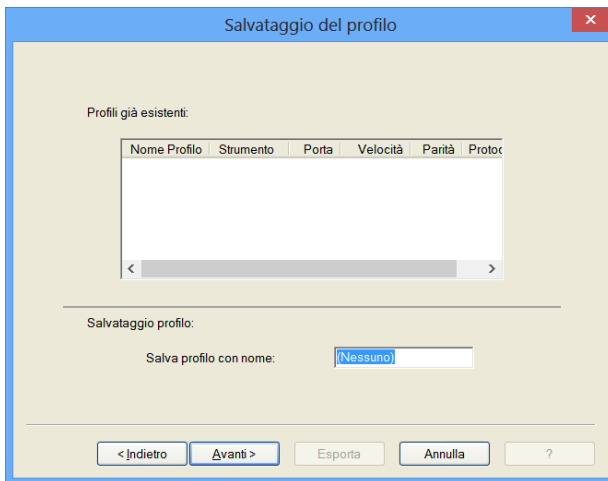 Salvataggio del profilo
Profili già esistenti:
Nome Profilo Strumento Porta Velocità Parità Protoc
Salvataggio profilo:
Salva profilo con nome: (Nessuno)
< Indietro Avanti > Esporta Annulla ?